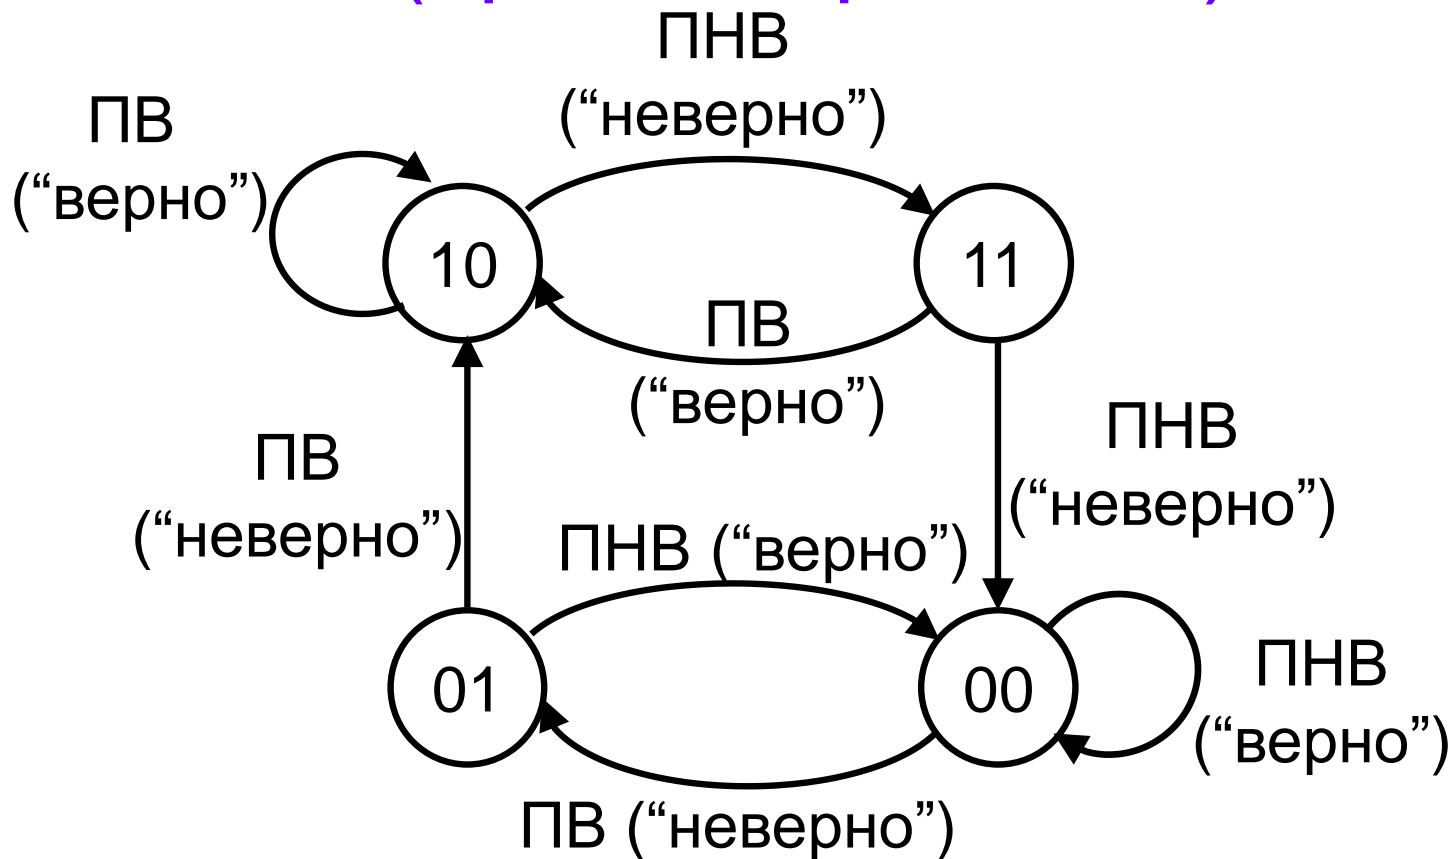 ПНВ
(“неверно”)
ПВ
(“верно”)
10
11
ПВ
(“верно”)
ПНВ
(“неверно”)
ПВ
(“неверно”)
ПНВ (“верно”)
01
00
ПНВ
(“верно”)
ПВ (“неверно”)